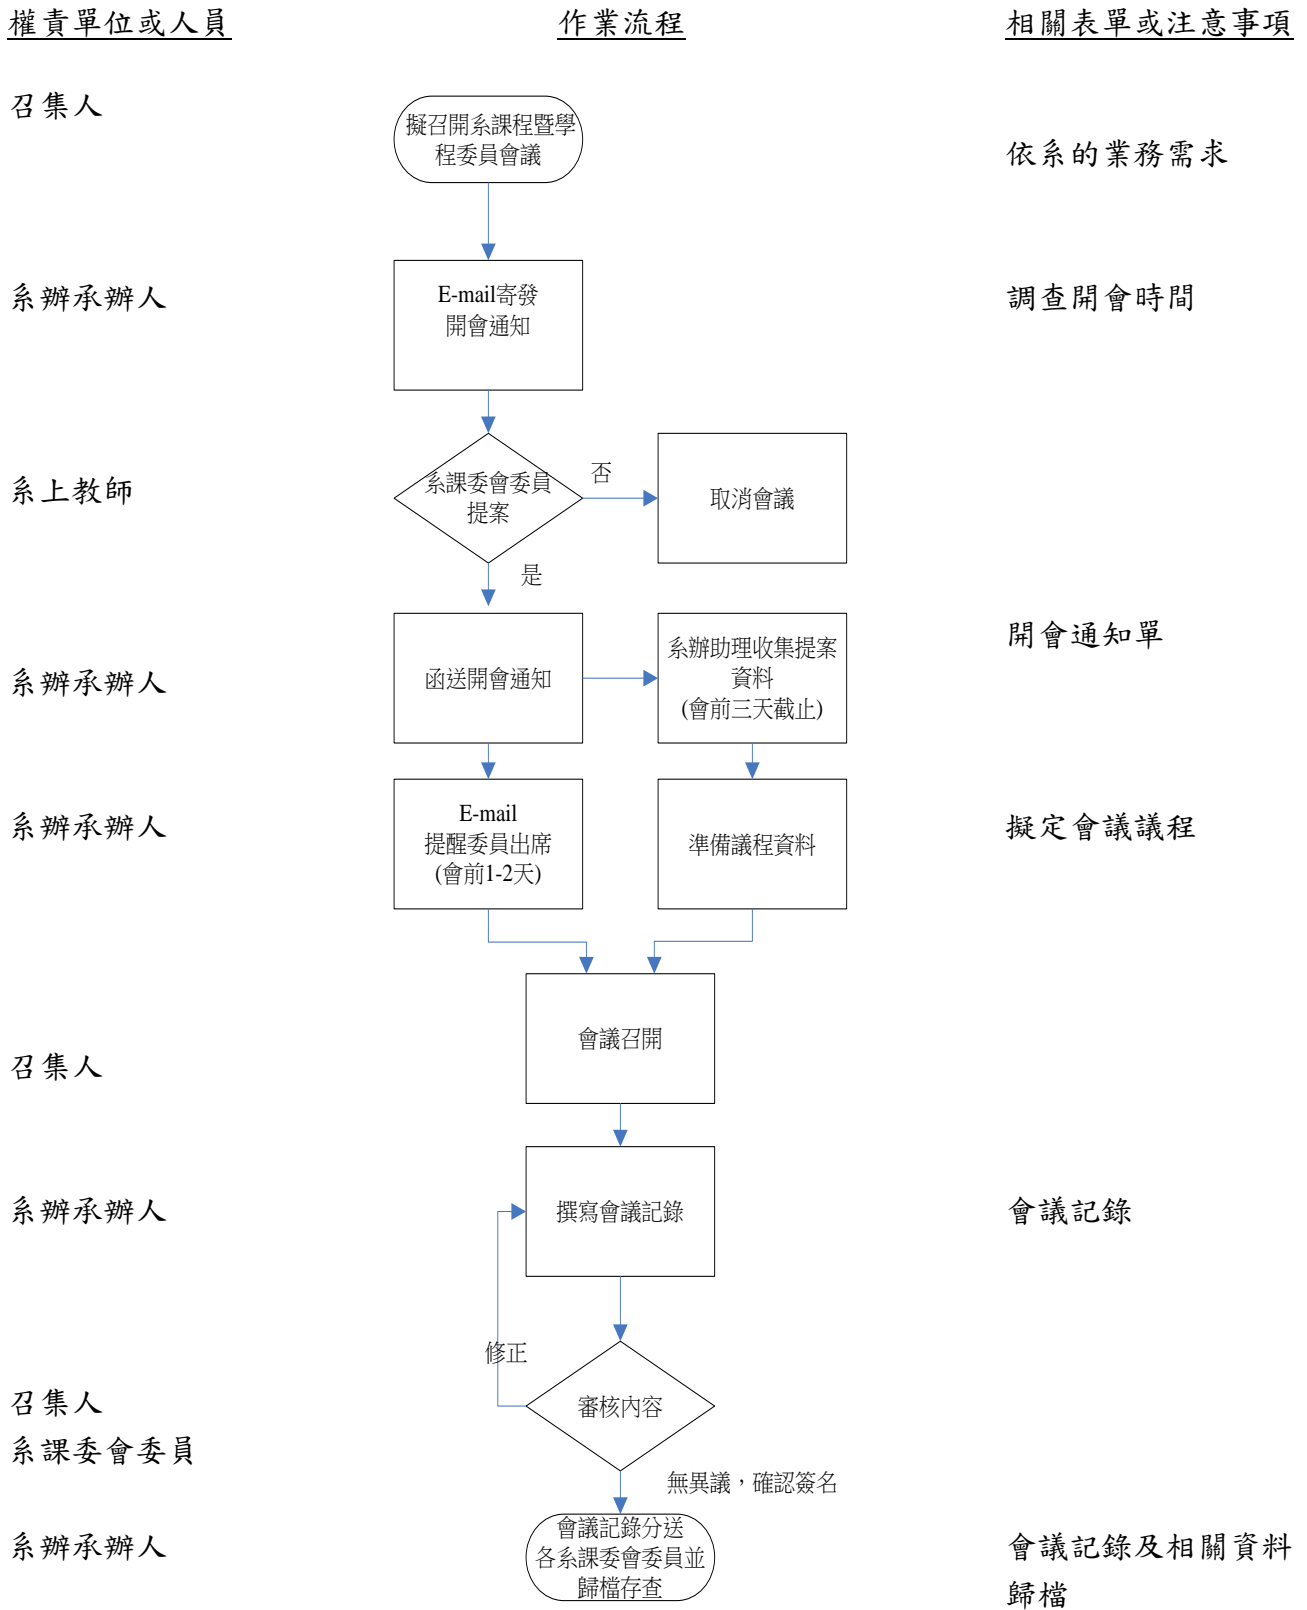 權責單位或人員
作業流程
相關表單或注意事項
召集人
擬召開系課程暨學
程委員會議
依系的業務需求
系辦承辦人
E-mail寄發
開會通知
調查開會時間
系上教師
系課委會委員
提案
否
取消會議
是
開會通知單
系辦承辦人
函送開會通知
系辦助理收集提案
資料
(會前三天截止)
系辦承辦人
E-mail
提醒委員出席
(會前1-2天)
準備議程資料
擬定會議議程
會議召開
召集人
系辦承辦人
撰寫會議記錄
會議記錄
修正
召集人
系課委會委員
審核內容
無異議，確認簽名
系辦承辦人
會議記錄分送
各系課委會委員並
歸檔存查
會議記錄及相關資料
歸檔